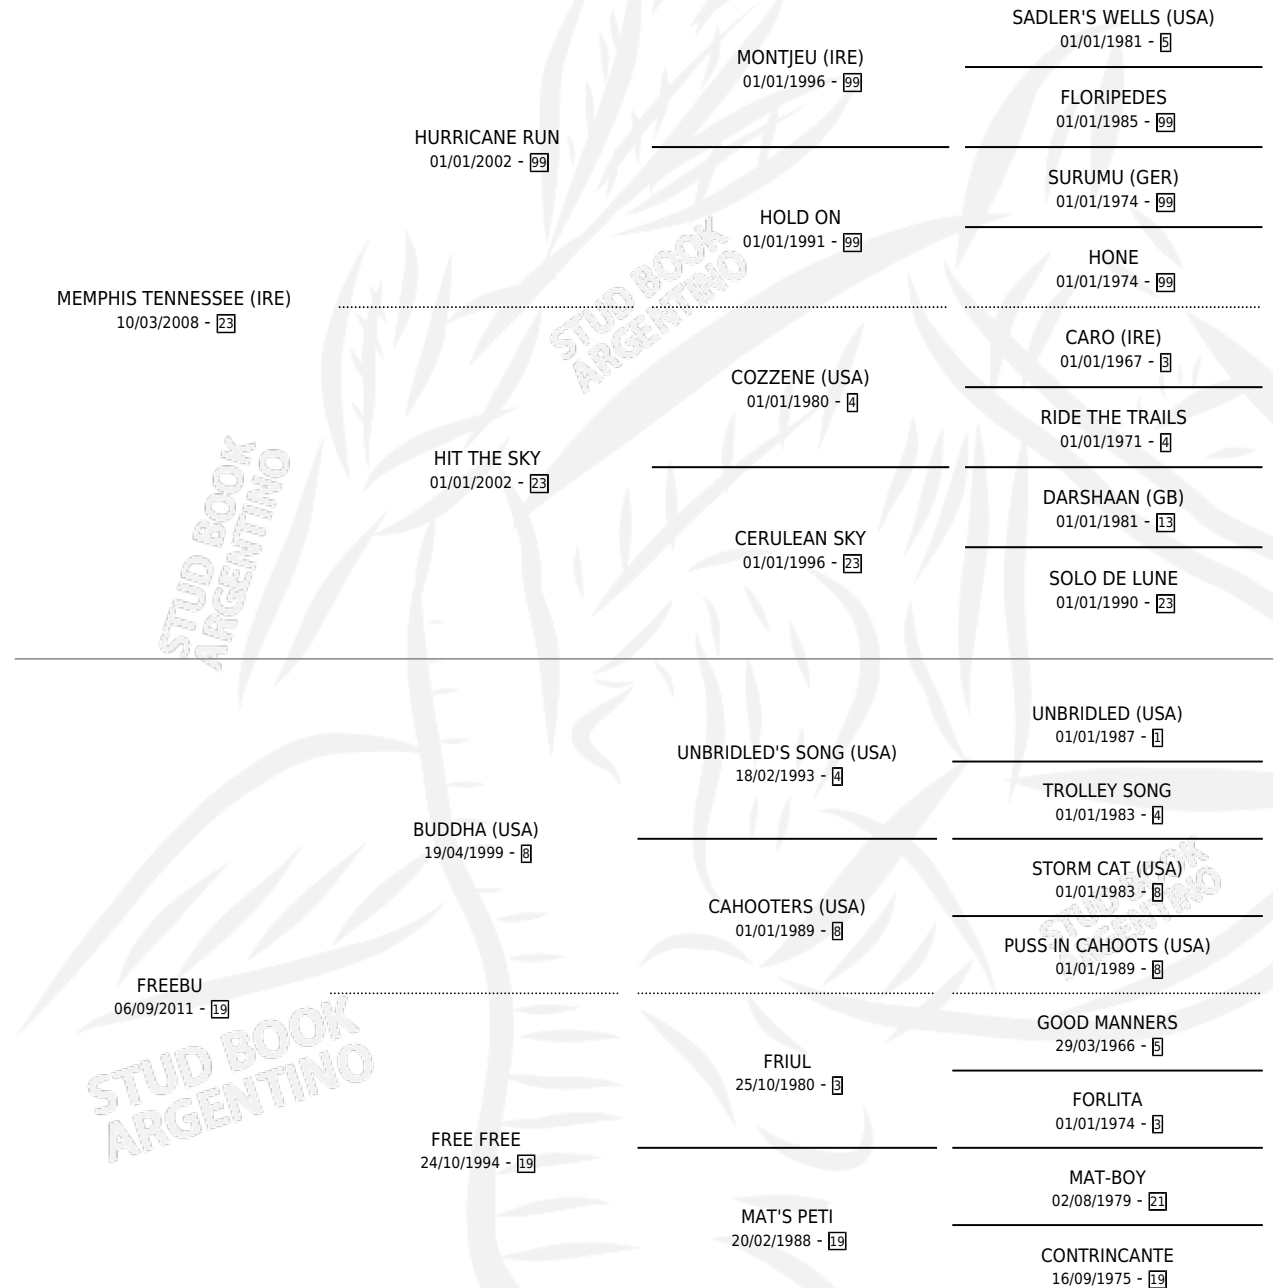 SADLER'S WELLS (USA)
01/01/1981 - 5
MONTJEU (IRE)
01/01/1996 - 99
FLORIPEDES
01/01/1985 - 99
HURRICANE RUN
01/01/2002 - 99
SURUMU (GER)
01/01/1974 - 99
HOLD ON
01/01/1991 - 99
HONE
01/01/1974 - 99
MEMPHIS TENNESSEE (IRE)
10/03/2008 - 23
CARO (IRE)
01/01/1967 - 3
COZZENE (USA)
01/01/1980 - 4
RIDE THE TRAILS
01/01/1971 - 4
HIT THE SKY
01/01/2002 - 23
DARSHAAN (GB)
01/01/1981 - 13
CERULEAN SKY
01/01/1996 - 23
SOLO DE LUNE
01/01/1990 - 23
STUD BOOK
ARGENTINO
STUD BOOK
ARGENTINO
UNBRIDLED (USA)
01/01/1987 - 1
UNBRIDLED'S SONG (USA)
18/02/1993 - 4
TROLLEY SONG
01/01/1983 - 4
BUDDHA (USA)
19/04/1999 - 8
STORM CAT (USA)
01/01/1983 - 8
CAHOOTERS (USA)
01/01/1989 - 8
PUSS IN CAHOOTS (USA)
01/01/1989 - 8
FREEBU
06/09/2011 - 19
GOOD MANNERS
29/03/1966 - 5
FRIUL
25/10/1980 - 3
FORLITA
01/01/1974 - 3
FREE FREE
24/10/1994 - 19
MAT-BOY
02/08/1979 - 21
MAT'S PETI
20/02/1988 - 19
CONTRINCANTE
16/09/1975 - 19
STUD BOOK
ARGENTINO
STUD BOOK
ARGENTINO